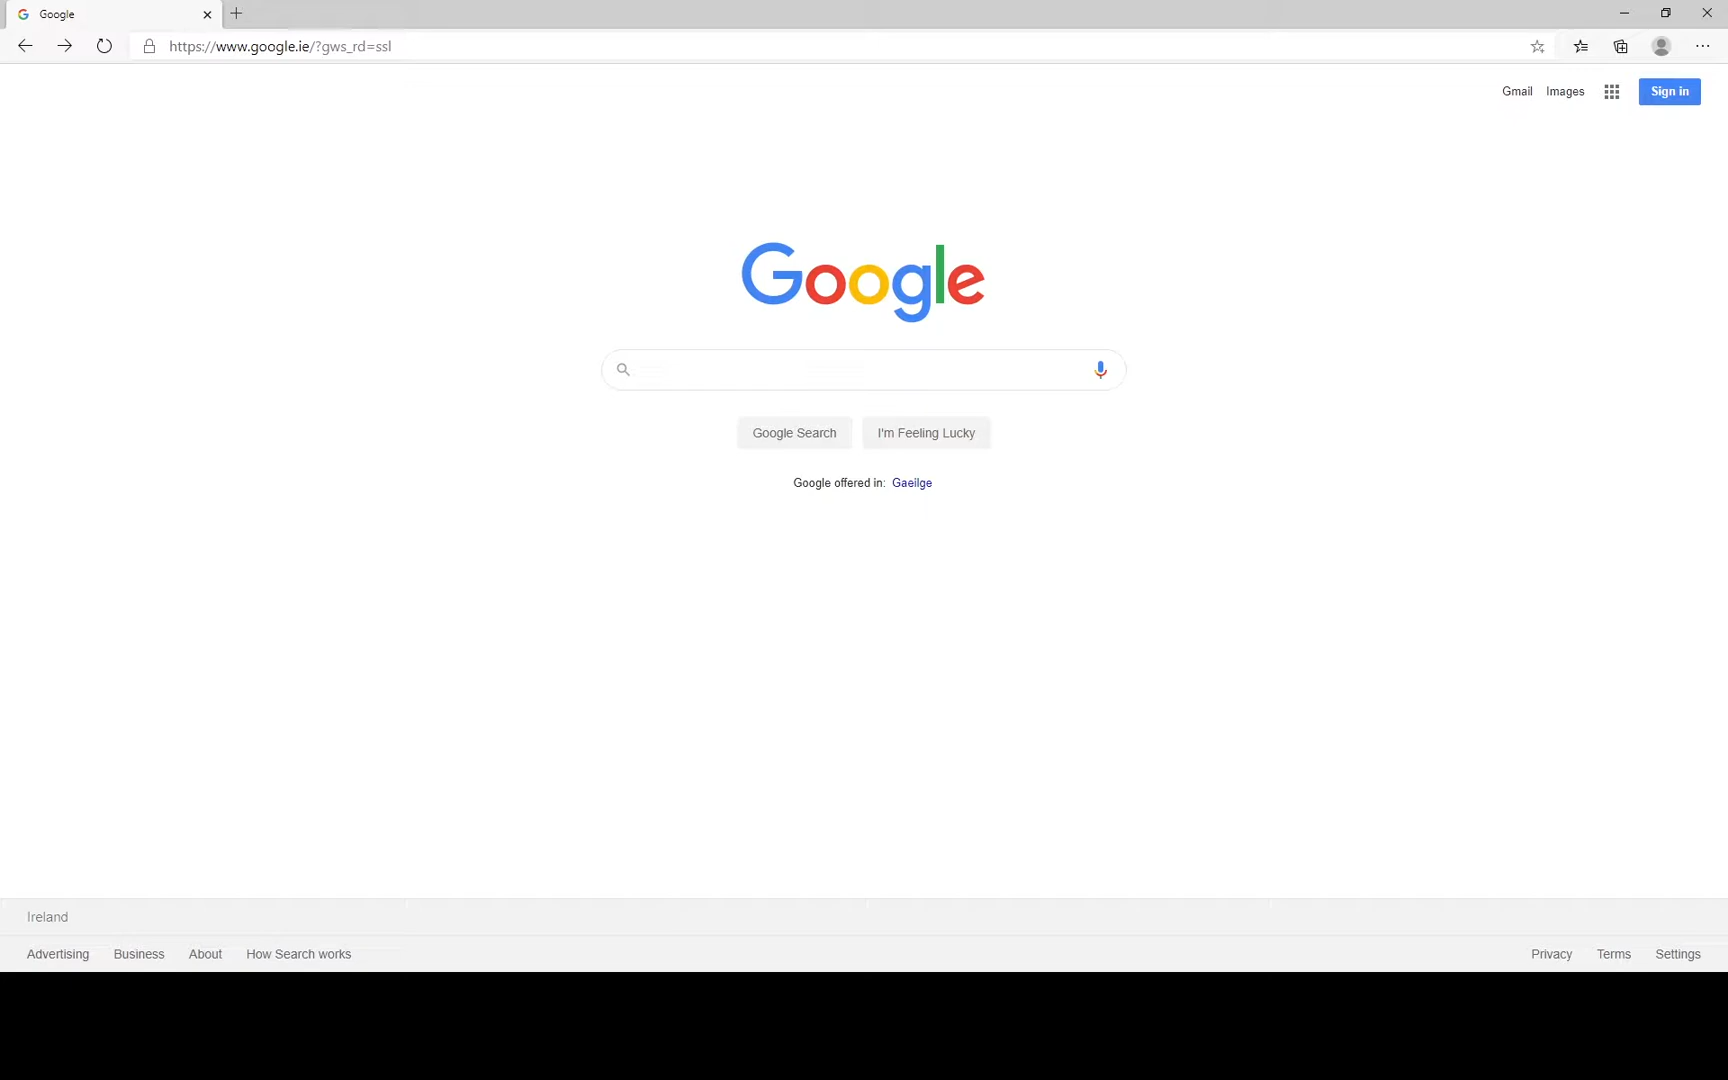 Google
https://www.google.ie/?gws_rd=ssl
Gmail Images Sign in
Google
Google Search I'm Feeling Lucky
Google offered in: Gaeilge
Ireland
Advertising Business About How Search works Privacy Terms Settings